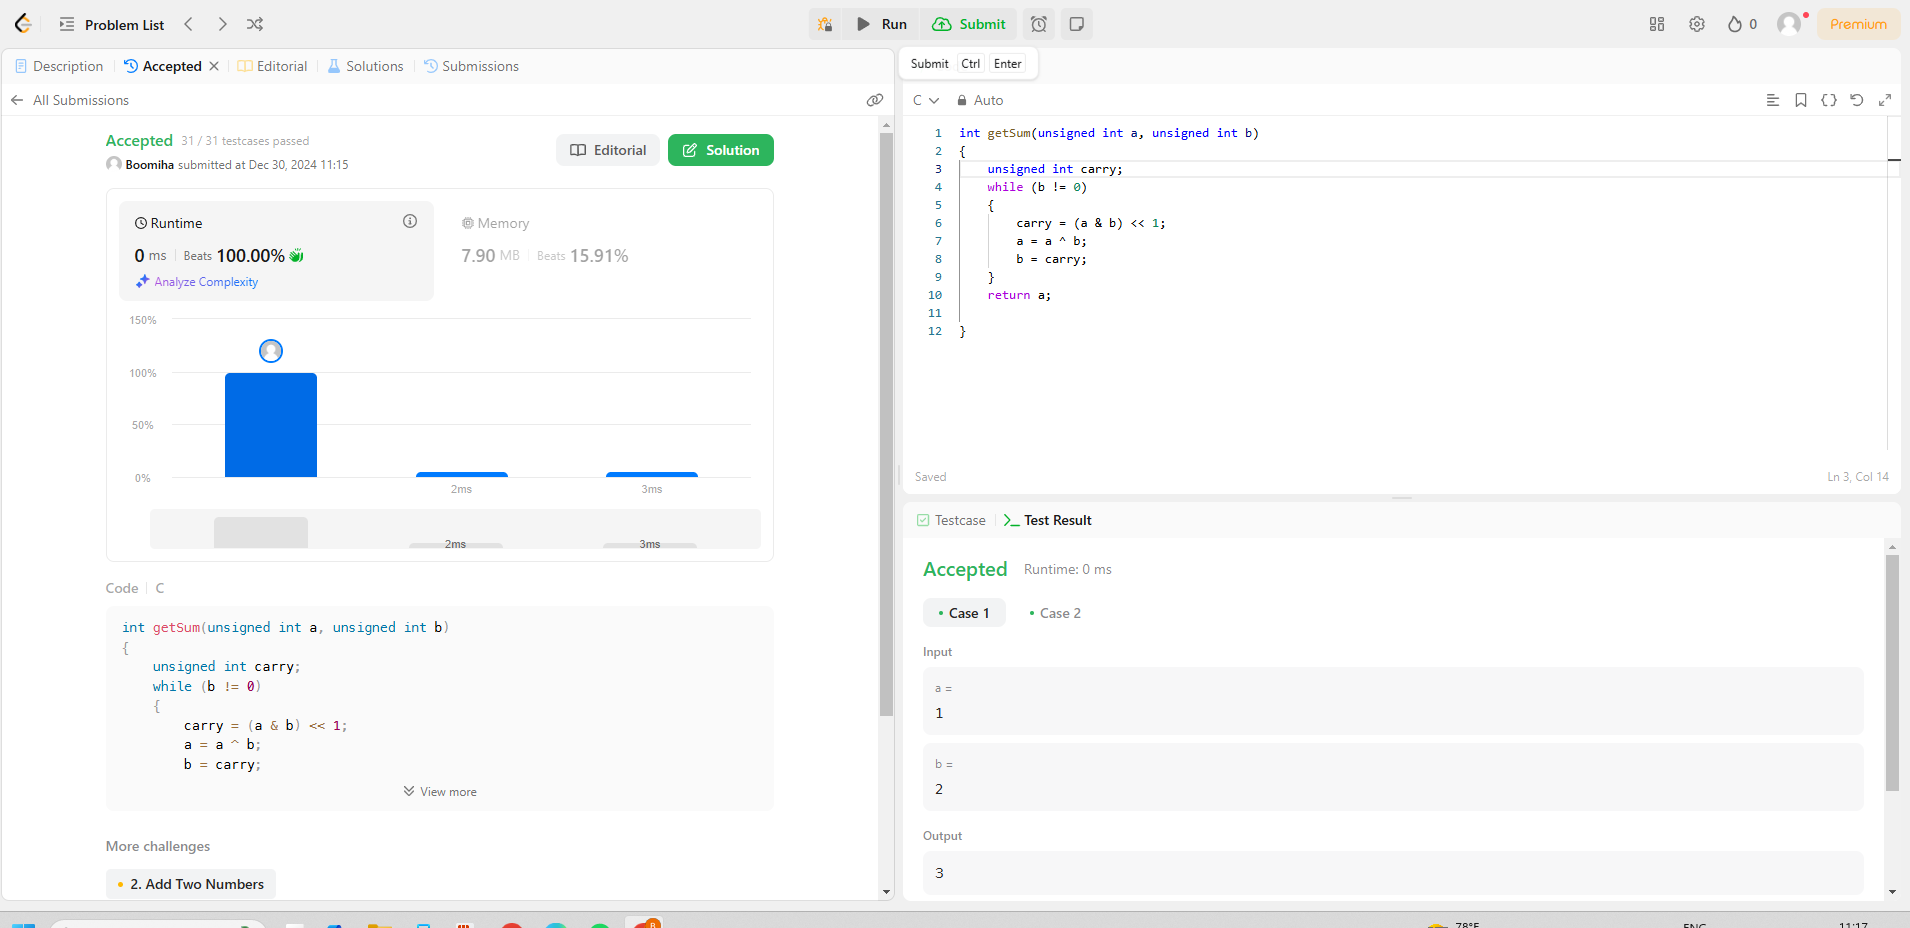 Problem List
Run
Submit
0
Premium
Description
Accepted
Editorial
Solutions
Submissions
Submit Ctrl Enter
All Submissions
C
Auto
Accepted 31 / 31 testcases passed
Boomiha submitted at Dec 30, 2024 11:15
Editorial
Solution
Runtime
0 ms Beats 100.00%
Analyze Complexity
Memory
7.90 MB Beats 15.91%
150%
100%
50%
0%
2ms
3ms
2ms
3ms
Code C
int getSum(unsigned int a, unsigned int b)
{
    unsigned int carry;
    while (b != 0)
    {
        carry = (a & b) << 1;
        a = a ^ b;
        b = carry;
View more
More challenges
2. Add Two Numbers
1 int getSum(unsigned int a, unsigned int b)
2 {
3     unsigned int carry;
4     while (b != 0)
5     {
6         carry = (a & b) << 1;
7         a = a ^ b;
8         b = carry;
9     }
10     return a;
11
12 }
Saved
Ln 3, Col 14
Testcase
Test Result
Accepted Runtime: 0 ms
Case 1
Case 2
Input
a =
1
b =
2
Output
3
78°F
ENG
11:17